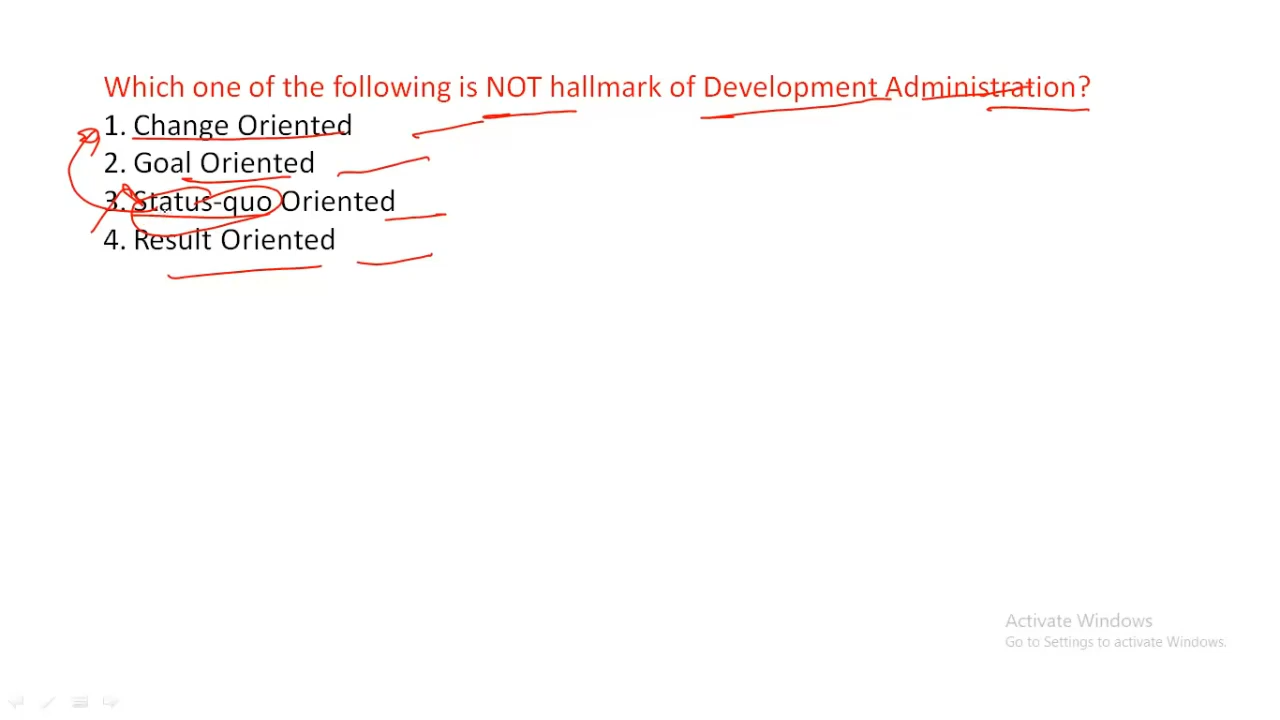 Which one of the following is NOT hallmark of Development Administration?
1. Change Oriented
2. Goal Oriented
3. Status-quo Oriented
4. Result Oriented
Activate Windows
Go to Settings to activate Windows.